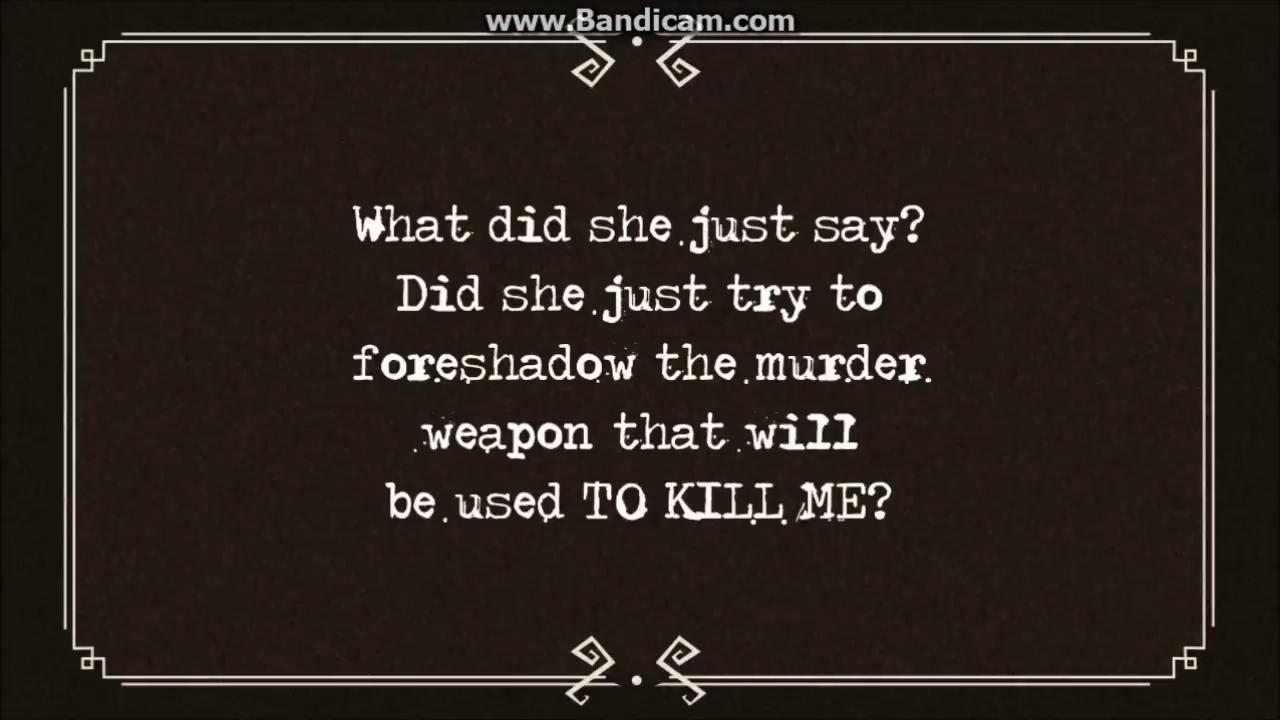 www.Bandicam.com
What did she just say?
Did she just try to
foreshadow the murder
weapon that will
be used TO KILL ME?